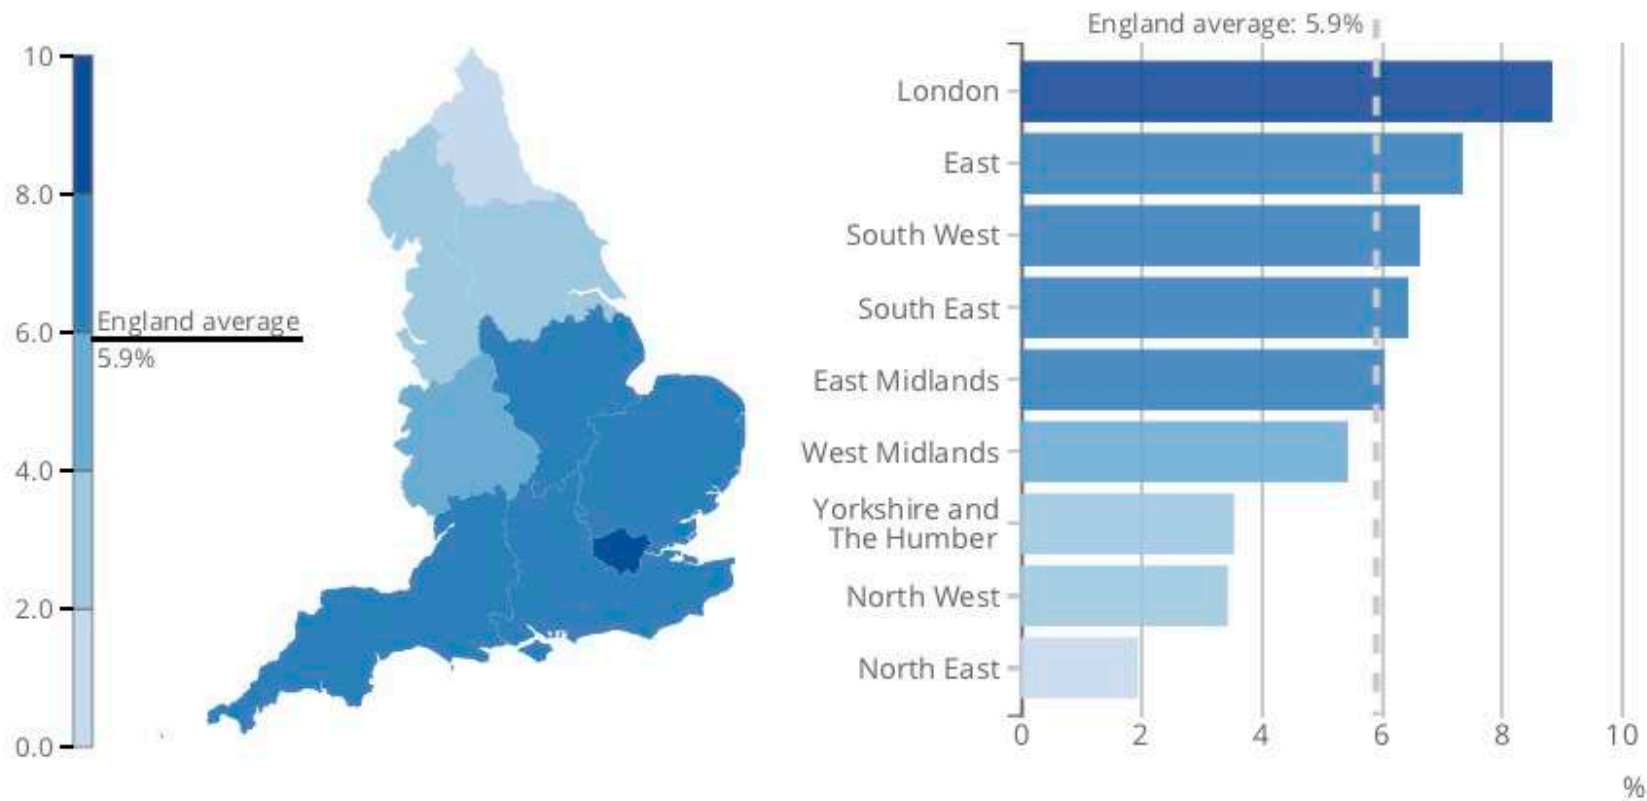 10
8.0
6.0
England average
5.9%
4.0
2.0
0.0
England average: 5.9%
London
East
South West
South East
East Midlands
West Midlands
Yorkshire and
The Humber
North West
North East
0 2 4 6 8 10
%